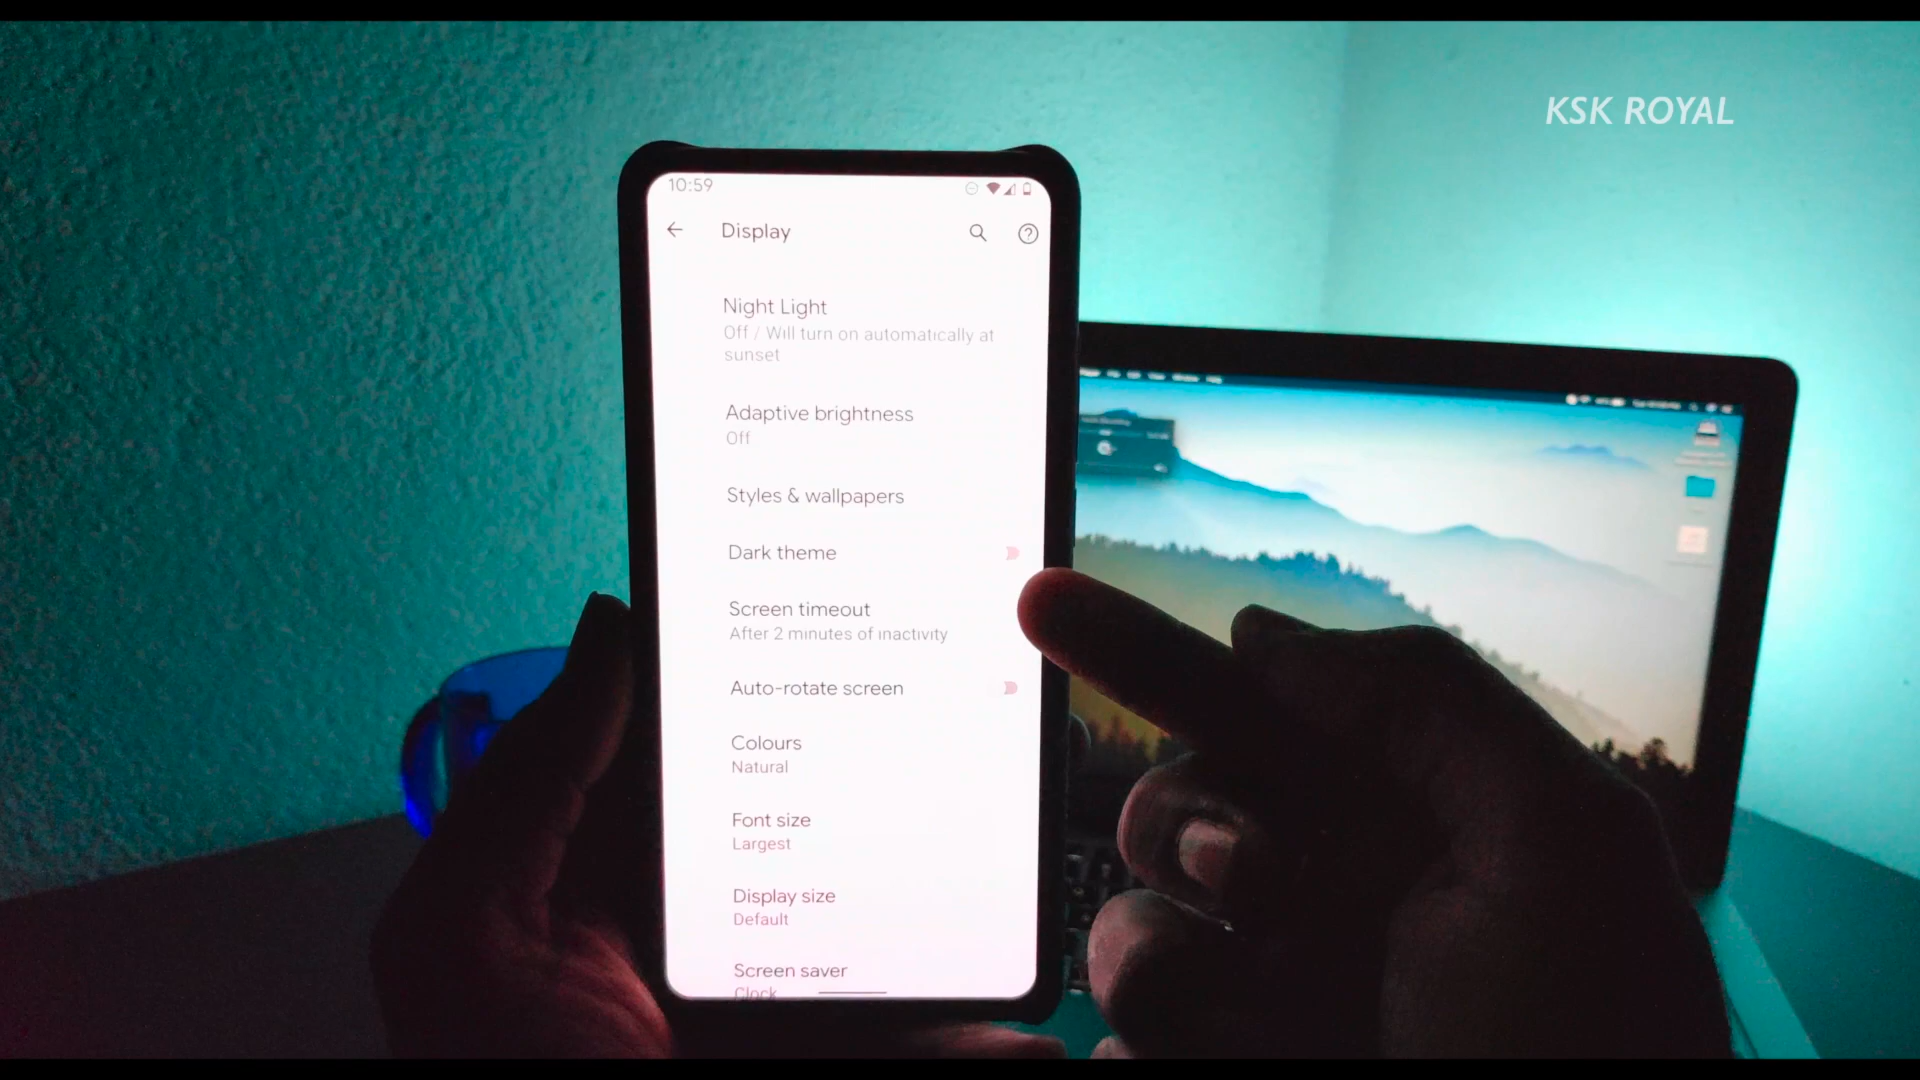 KSK ROYAL
10:59
Display
Night Light
Off / Will turn on automatically at
sunset
Adaptive brightness
Off
Styles & wallpapers
Dark theme
Screen timeout
After 2 minutes of inactivity
Auto-rotate screen
Colours
Natural
Font size
Largest
Display size
Default
Screen saver
Clock